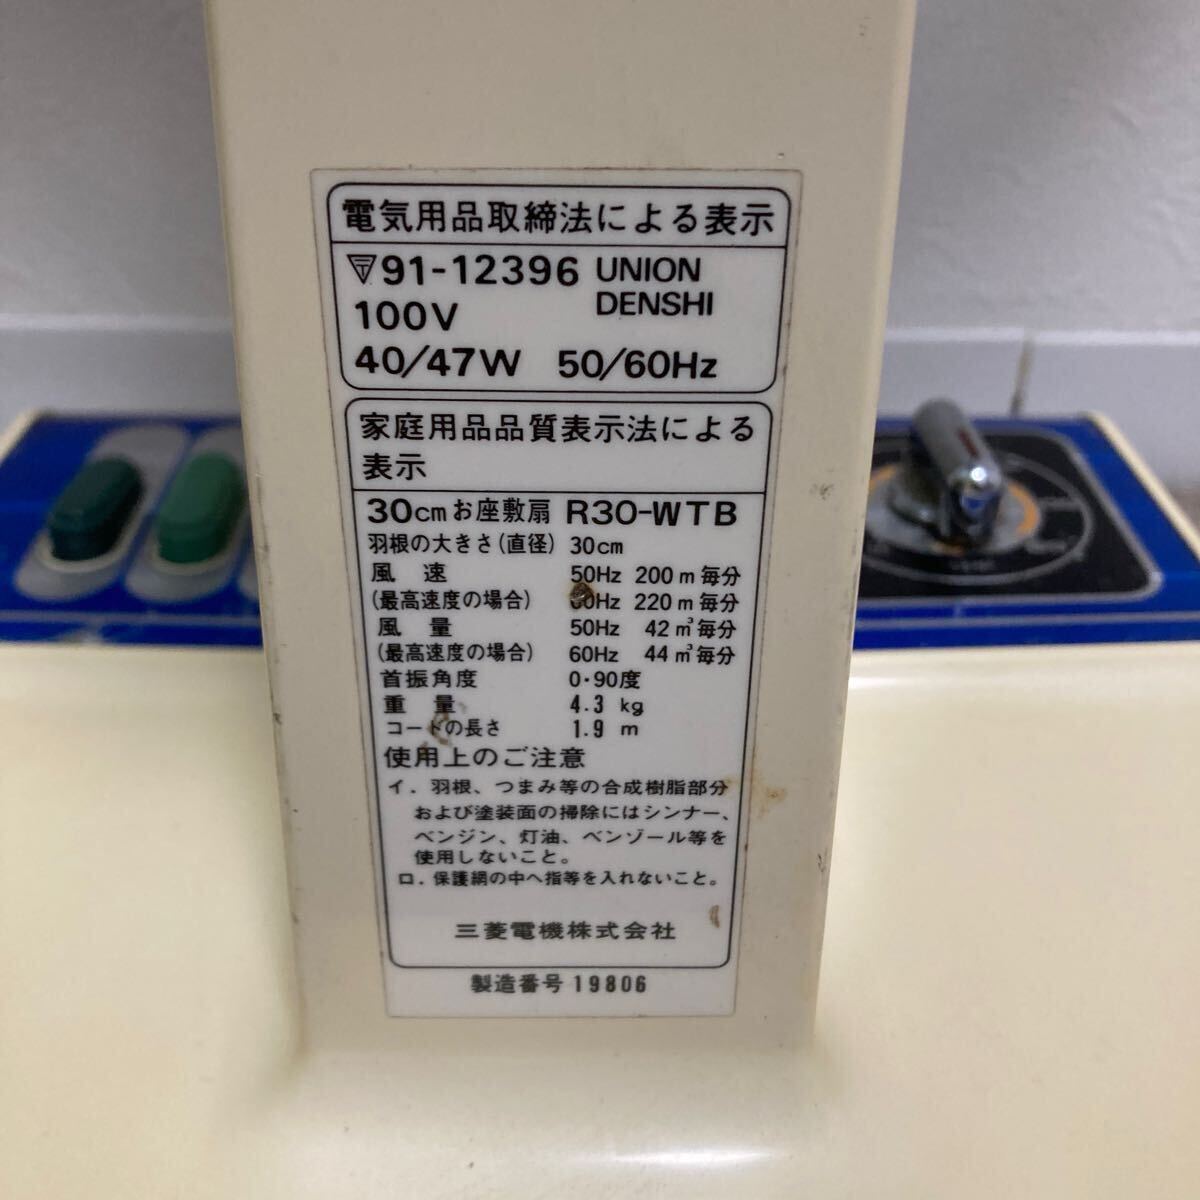 電気用品取締法による表示
91-12396 UNION DENSHI
100V
40/47W 50/60Hz
家庭用品品質表示法による
表示
30cmお座敷扇 R30-WTB
羽根の大きさ(直径) 30cm
風 速 50Hz 200m毎分
(最高速度の場合) 60Hz 220m毎分
風 量 50Hz 42m³毎分
(最高速度の場合) 60Hz 44m³毎分
首振角度 0・90度
重 量 4.3 kg
コードの長さ 1.9 m
使用上のご注意
イ．羽根、つまみ等の合成樹脂部分
および塗装面の掃除にはシンナー、
ベンジン、灯油、ベンゾール等を
使用しないこと。
ロ．保護網の中へ指等を入れないこと。
三菱電機株式会社
製造番号 19806